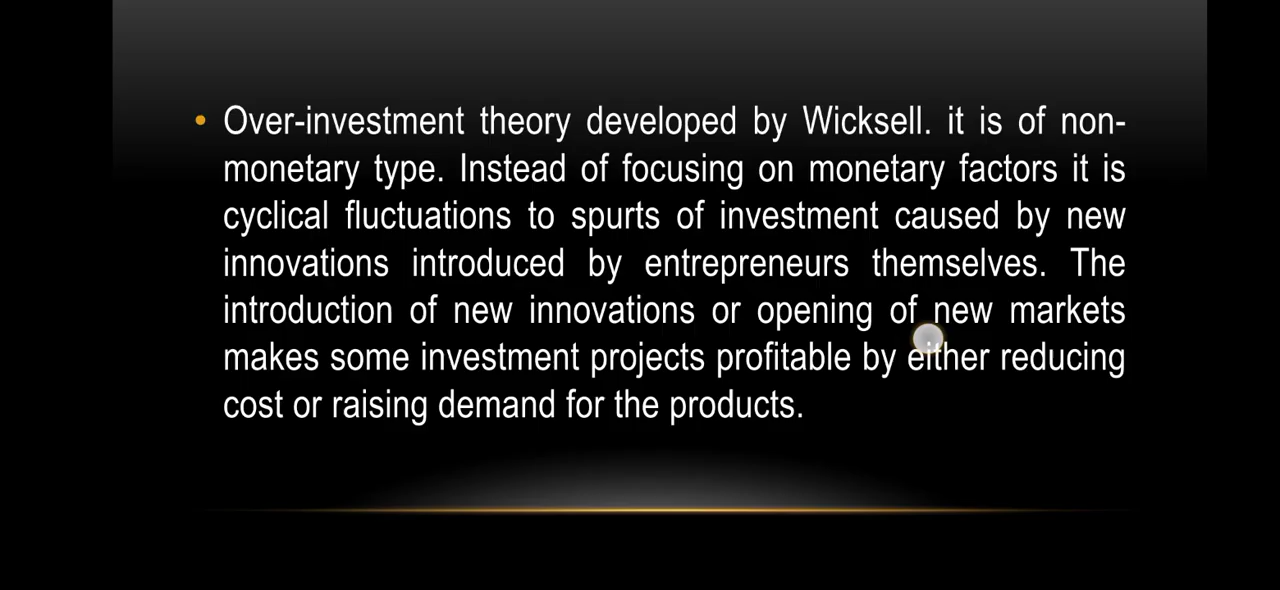 • Over-investment theory developed by Wicksell. it is of non-
monetary type. Instead of focusing on monetary factors it is
cyclical fluctuations to spurts of investment caused by new
innovations introduced by entrepreneurs themselves. The
introduction of new innovations or opening of new markets
makes some investment projects profitable by either reducing
cost or raising demand for the products.